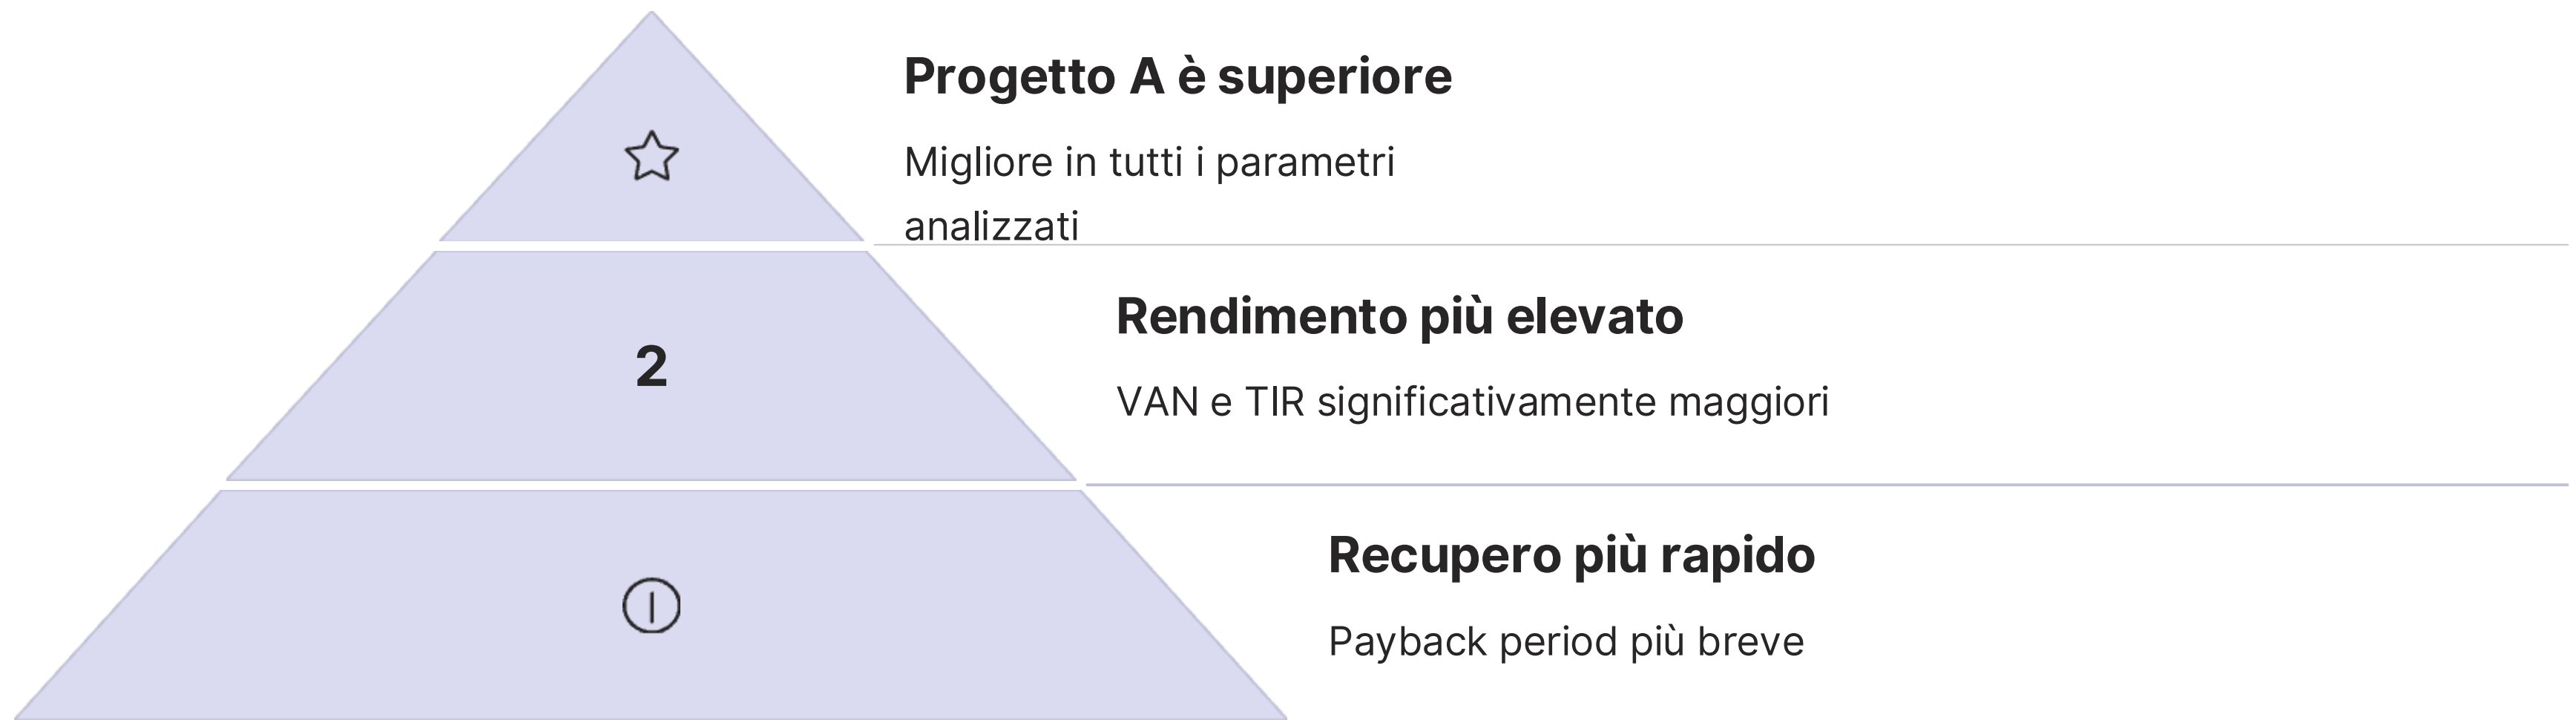 Progetto A è superiore
Migliore in tutti i parametri
analizzati
2
Rendimento più elevato
VAN e TIR significativamente maggiori
Recupero più rapido
Payback period più breve